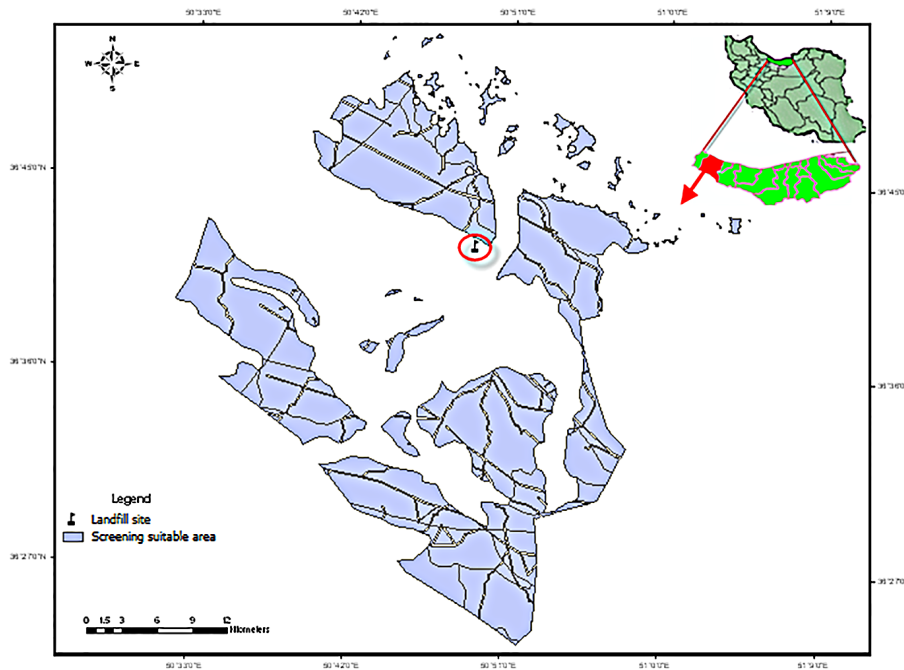 50°33'0"E 50°42'0"E 50°51'0"E 51°0'0"E 51°9'0"E
N
W E
S
36°45'0"N
36°45'0"
36°36'0"N
36°36'0"
Legend
Landfill site
Screening suitable area
36°27'0"N
36°27'0"
0 1.5 3 6 9 12
Kilometers
50°33'0"E 50°42'0"E 50°51'0"E 51°0'0"E 51°9'0"E